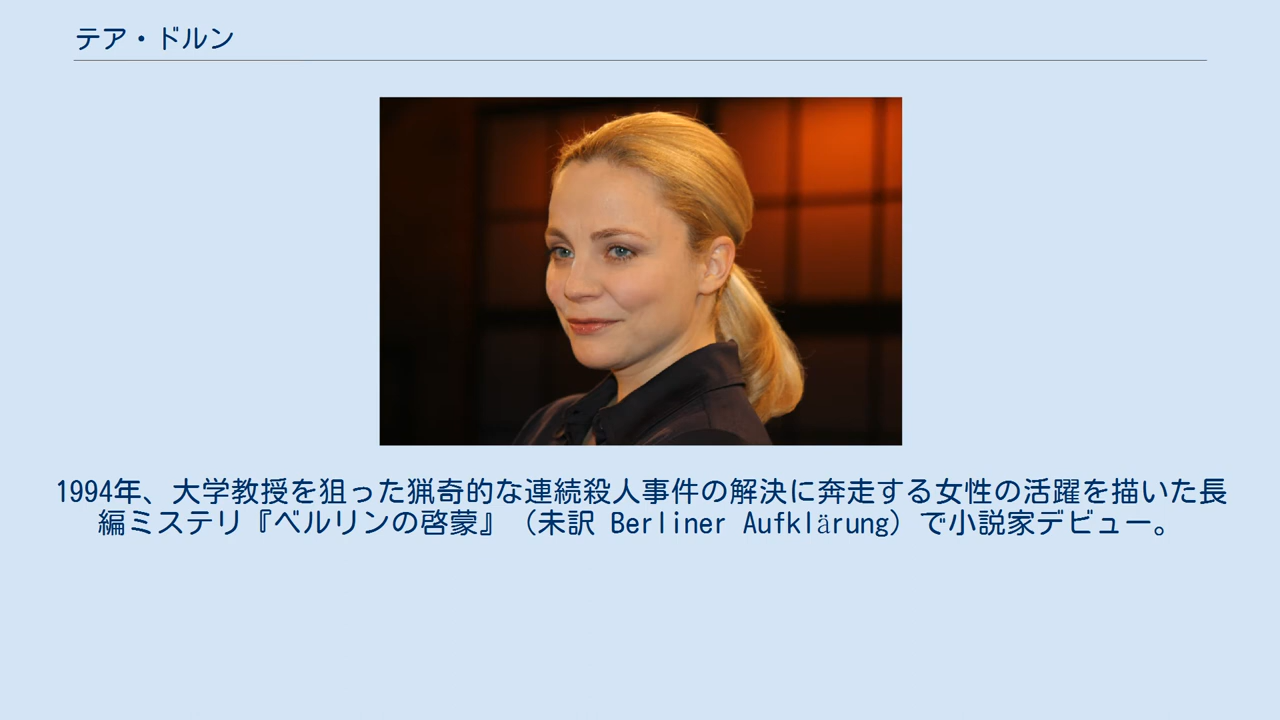 テア・ドルン
1994年、大学教授を狙った猟奇的な連続殺人事件の解決に奔走する女性の活躍を描いた長
編ミステリ『ベルリンの啓蒙』（未訳 Berliner Aufklärung）で小説家デビュー。